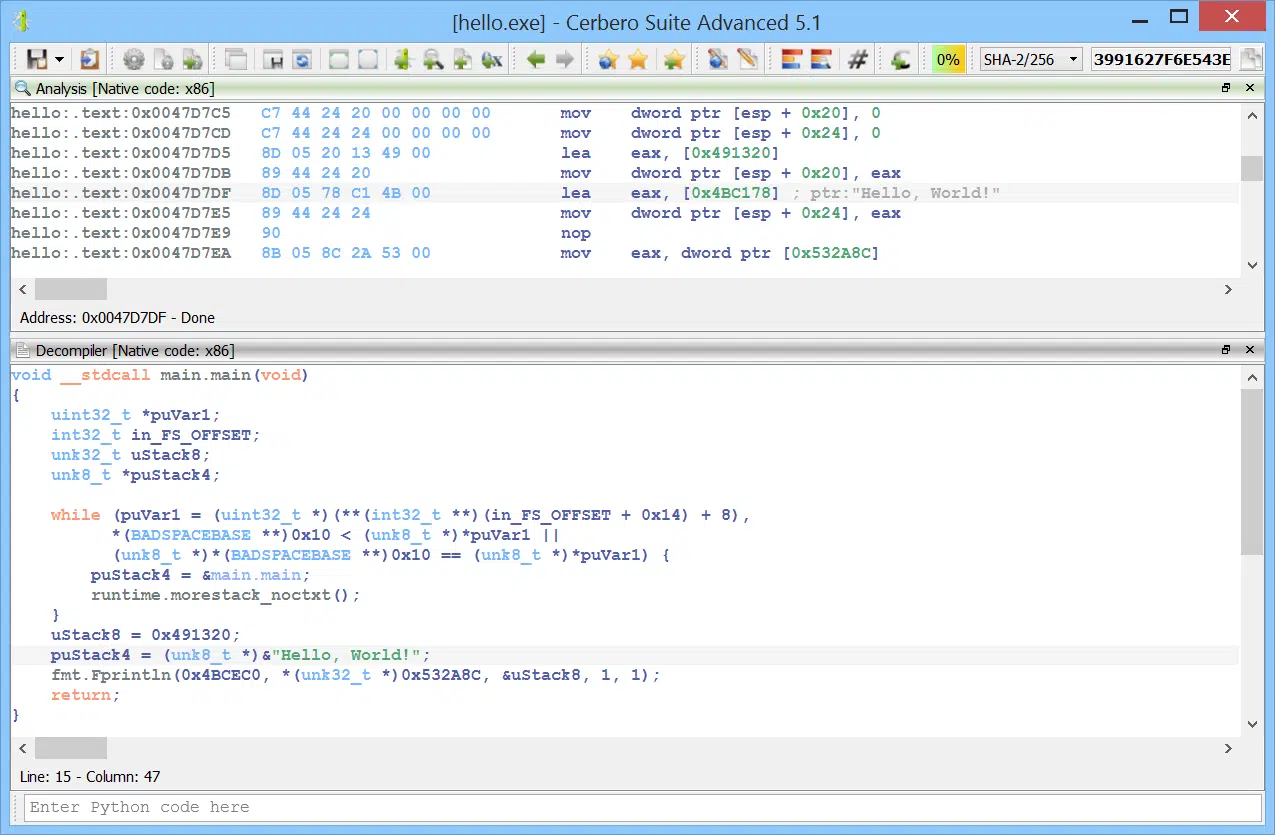 [hello.exe] - Cerbero Suite Advanced 5.1
0% SHA-2/256 3991627F6E543E
Analysis [Native code: x86]
hello:.text:0x0047D7C5 C7 44 24 20 00 00 00 00 mov dword ptr [esp + 0x20], 0
hello:.text:0x0047D7CD C7 44 24 24 00 00 00 00 mov dword ptr [esp + 0x24], 0
hello:.text:0x0047D7D5 8D 05 20 13 49 00 lea eax, [0x491320]
hello:.text:0x0047D7DB 89 44 24 20 mov dword ptr [esp + 0x20], eax
hello:.text:0x0047D7DF 8D 05 78 C1 4B 00 lea eax, [0x4BC178] ; ptr:"Hello, World!"
hello:.text:0x0047D7E5 89 44 24 24 mov dword ptr [esp + 0x24], eax
hello:.text:0x0047D7E9 90 nop
hello:.text:0x0047D7EA 8B 05 8C 2A 53 00 mov eax, dword ptr [0x532A8C]
Address: 0x0047D7DF - Done
Decompiler [Native code: x86]
void __stdcall main.main(void)
{
    uint32_t *puVar1;
    int32_t in_FS_OFFSET;
    unk32_t uStack8;
    unk8_t *puStack4;
    while (puVar1 = (uint32_t *)(**(int32_t **)(in_FS_OFFSET + 0x14) + 8),
          *(BADSPACEBASE **)0x10 < (unk8_t *)*puVar1 ||
          (unk8_t *)*(BADSPACEBASE **)0x10 == (unk8_t *)*puVar1) {
        puStack4 = &main.main;
        runtime.morestack_noctxt();
    }
    uStack8 = 0x491320;
    puStack4 = (unk8_t *)&"Hello, World!";
    fmt.Fprintln(0x4BCEC0, *(unk32_t *)0x532A8C, &uStack8, 1, 1);
    return;
}
Line: 15 - Column: 47
Enter Python code here